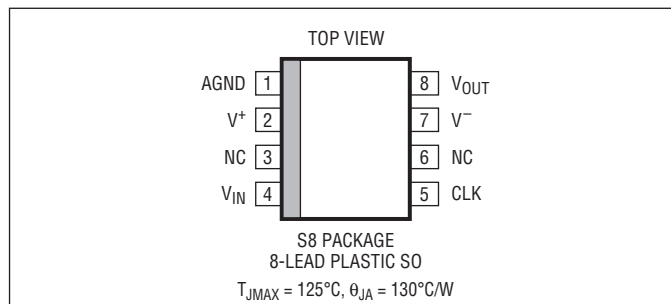 TOP VIEW
AGND 1 8 VOUT
V+ 2 7 V−
NC 3 6 NC
VIN 4 5 CLK
S8 PACKAGE
8-LEAD PLASTIC SO
TJMAX = 125°C, θJA = 130°C/W